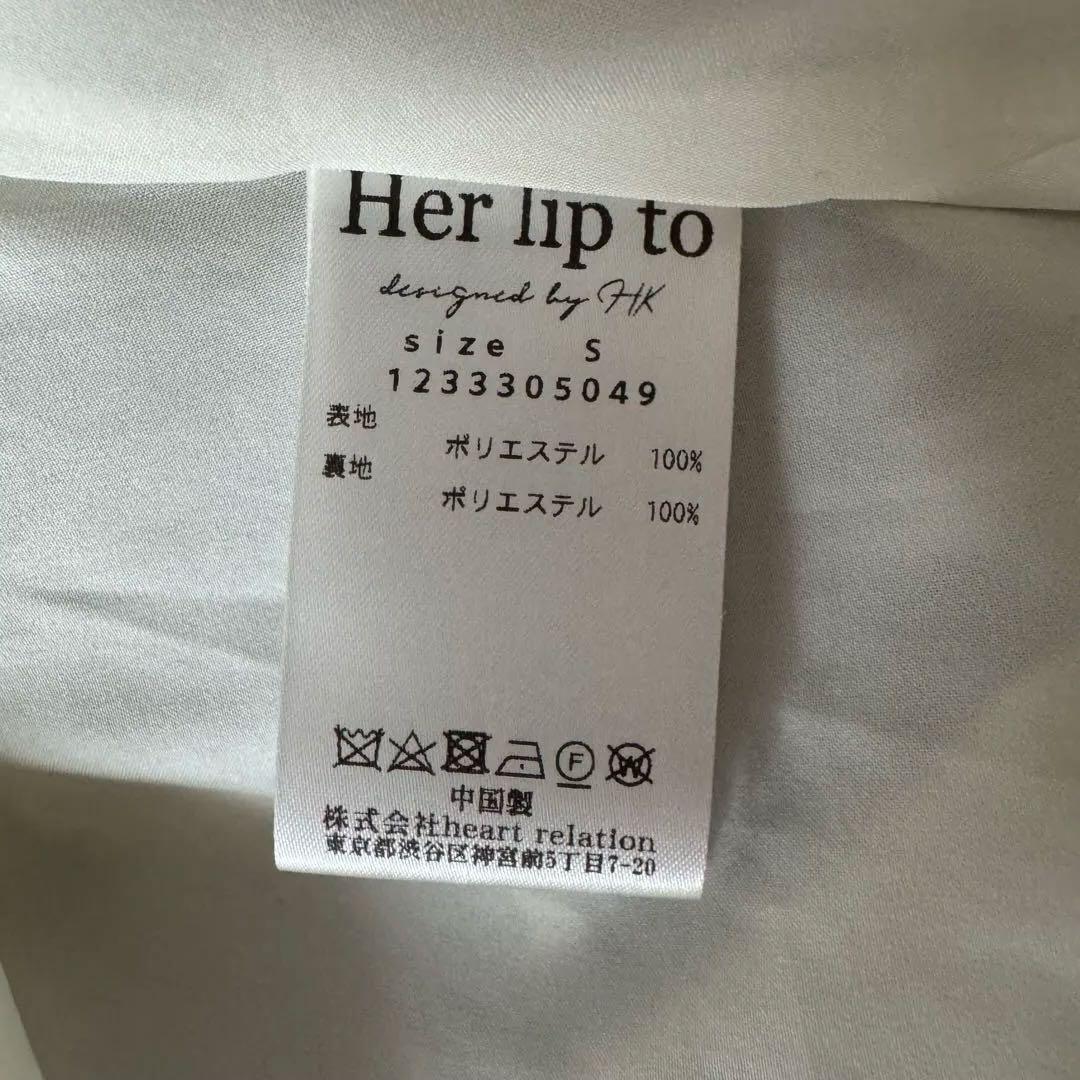 Her lip to
designed by HK
size S
1233305049
表地
ポリエステル 100%
裏地
ポリエステル 100%
F
W
中国製
株式会社heart relation
東京都渋谷区神宮前5丁目7-20